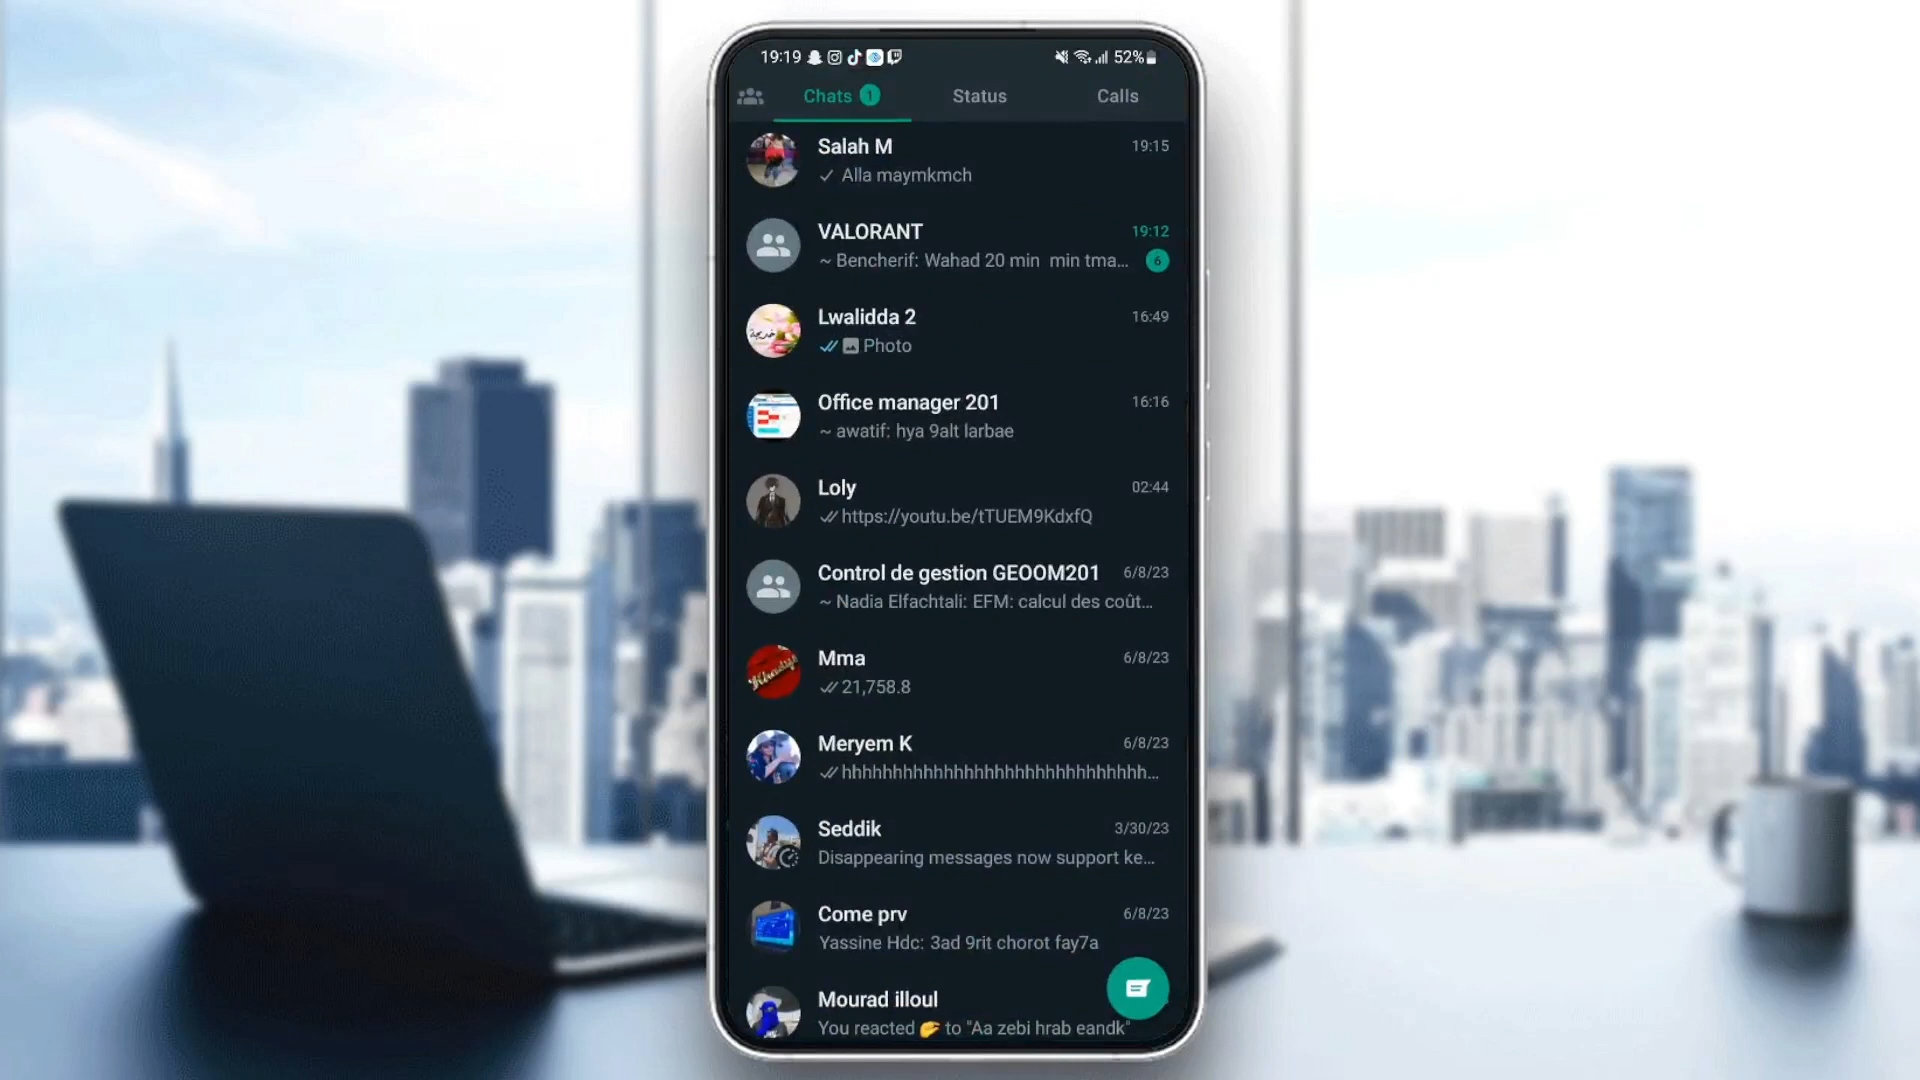 19:19 52%
Chats 1 Status Calls
Salah M 19:15
Alla maymkmch
VALORANT 19:12
~ Bencherif: Wahad 20 min min tma... 6
Lwalidda 2 16:49
Photo
Office manager 201 16:16
~ awatif: hya 9alt larbae
Loly 02:44
https://youtu.be/tTUEM9KdxfQ
Control de gestion GEOOM201 6/8/23
~ Nadia Elfachtali: EFM: calcul des coût...
Mma 6/8/23
21,758.8
Meryem K 6/8/23
hhhhhhhhhhhhhhhhhhhhhhhhhhhhhh...
Seddik 3/30/23
Disappearing messages now support ke...
Come prv 6/8/23
Yassine Hdc: 3ad 9rit chorot fay7a
Mourad illoul
You reacted 🤛 to "Aa zebi hrab eandk"